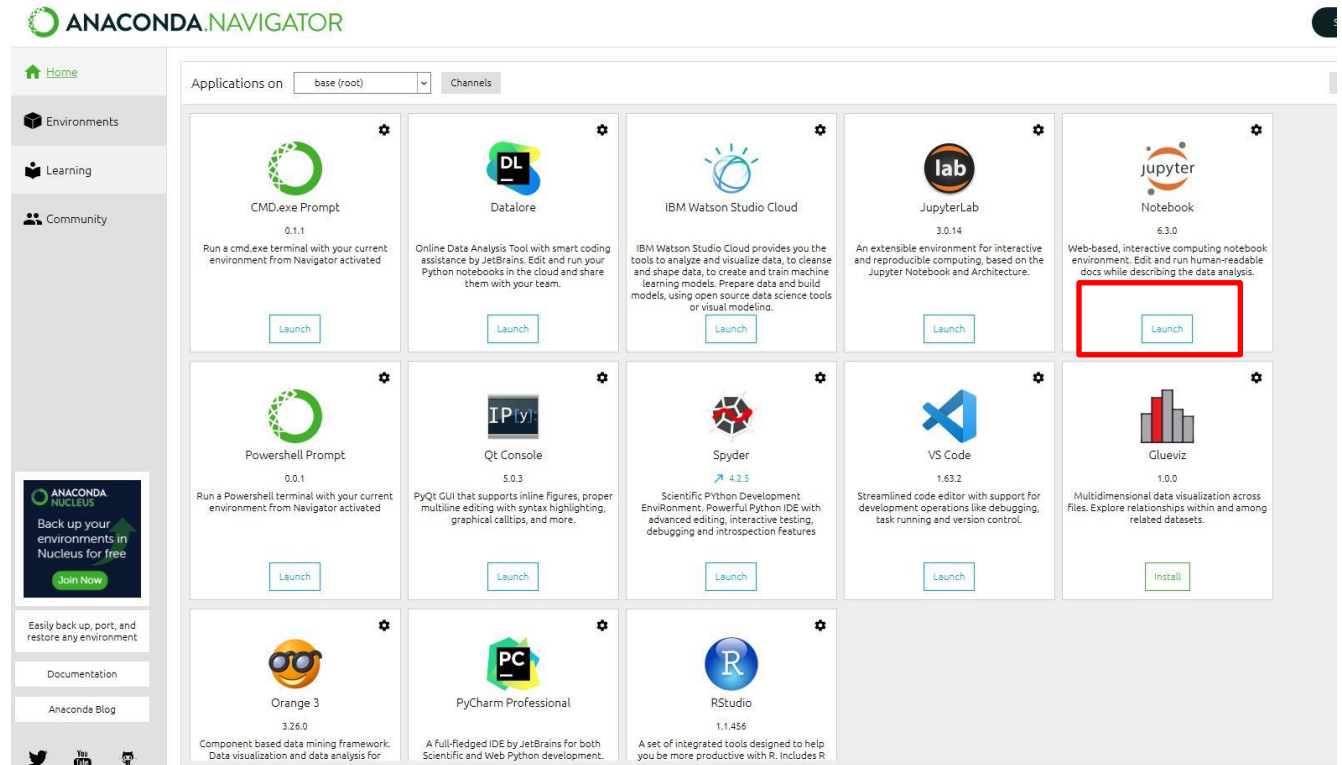 ANACONDA.NAVIGATOR
S
Home
Environments
Learning
Community
Applications on
base (root)
Channels
CMD.exe Prompt
0.1.1
Run a cmd.exe terminal with your current
environment from Navigator activated
Launch
DL
Datalore
Online Data Analysis Tool with smart coding
assistance by JetBrains. Edit and run your
Python notebooks in the cloud and share
them with your team.
Launch
IBM Watson Studio Cloud
IBM Watson Studio Cloud provides you the
tools to analyze and visualize data, to cleanse
and shape data, to create and train machine
learning models. Prepare data and build
models, using open source data science tools
or visual modeling.
Launch
lab
JupyterLab
3.0.14
An extensible environment for interactive
and reproducible computing, based on the
Jupyter Notebook and Architecture.
Launch
jupyter
Notebook
6.3.0
Web-based, interactive computing notebook
environment. Edit and run human-readable
docs while describing the data analysis.
Launch
Powershell Prompt
0.0.1
Run a Powershell terminal with your current
environment from Navigator activated
Launch
IP[y]:
Qt Console
5.0.3
PyQt GUI that supports inline figures, proper
multiline editing with syntax highlighting,
graphical calltips, and more.
Launch
Spyder
4.2.5
Scientific PYthon Development
EnviRonment. Powerful Python IDE with
advanced editing, interactive testing,
debugging and introspection features
Launch
VS Code
1.63.2
Streamlined code editor with support for
development operations like debugging,
task running and version control.
Launch
Glueviz
1.0.0
Multidimensional data visualization across
files. Explore relationships within and among
related datasets.
Install
Orange 3
3.26.0
Component based data mining framework.
Data visualization and data analysis for
PC
PyCharm Professional
A full-fledged IDE by JetBrains for both
Scientific and Web Python development.
R
RStudio
1.1.456
A set of integrated tools designed to help
you be more productive with R. Includes R
ANACONDA.
NUCLEUS
Back up your
environments in
Nucleus for free
Join Now
Easily back up, port, and
restore any environment
Documentation
Anaconda Blog
You
Tube